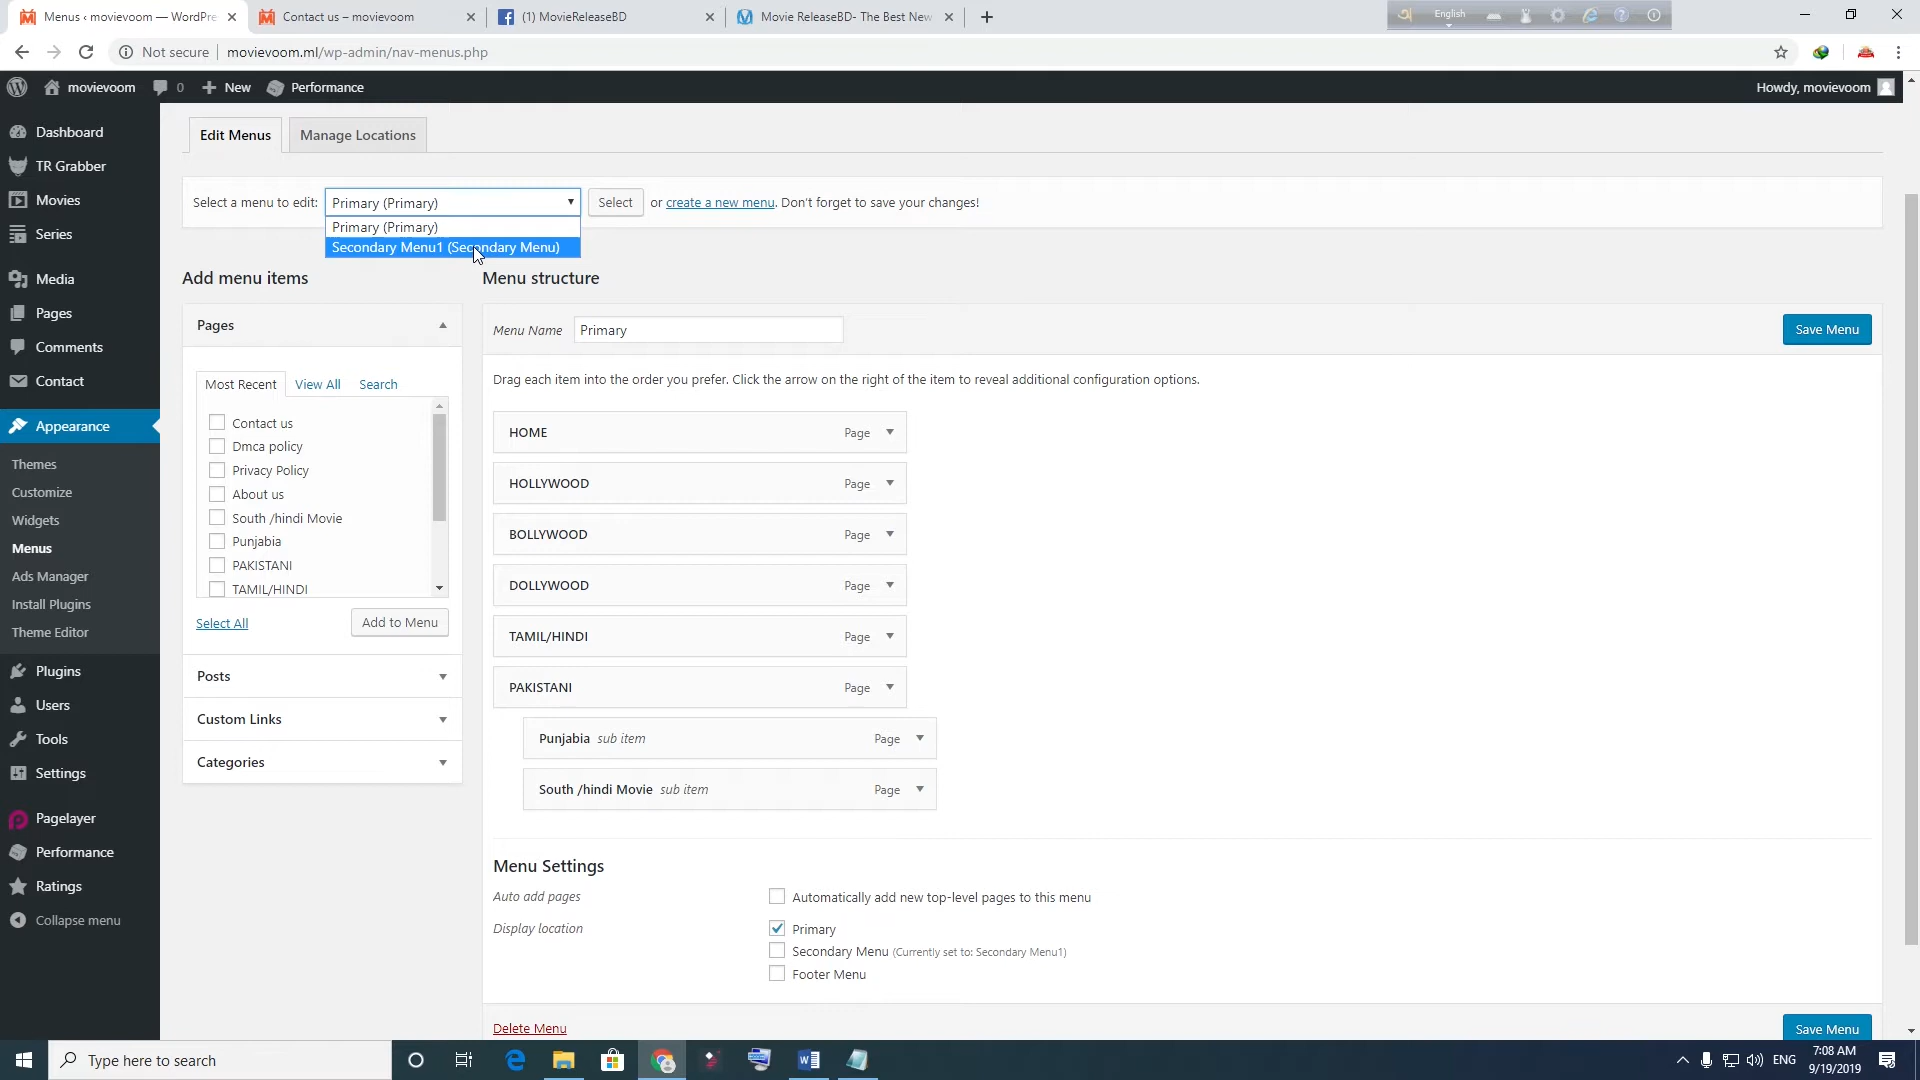 Menus ‹ movievoom — WordPre
Contact us – movievoom
(1) MovieReleaseBD
Movie ReleaseBD- The Best New
English
Not secure
movievoom.ml/wp-admin/nav-menus.php
movievoom
0
New
Performance
Howdy, movievoom
Dashboard
TR Grabber
Movies
Series
Media
Pages
Comments
Contact
Appearance
Themes
Customize
Widgets
Menus
Ads Manager
Install Plugins
Theme Editor
Plugins
Users
Tools
Settings
Pagelayer
Performance
Ratings
Collapse menu
Edit Menus
Manage Locations
Select a menu to edit:
Primary (Primary)
Select
or create a new menu. Don't forget to save your changes!
Primary (Primary)
Secondary Menu1 (Secondary Menu)
Add menu items
Pages
Most Recent
View All
Search
Contact us
Dmca policy
Privacy Policy
About us
South /hindi Movie
Punjabia
PAKISTANI
TAMIL/HINDI
Select All
Add to Menu
Posts
Custom Links
Categories
Menu structure
Menu Name
Primary
Save Menu
Drag each item into the order you prefer. Click the arrow on the right of the item to reveal additional configuration options.
HOME Page
HOLLYWOOD Page
BOLLYWOOD Page
DOLLYWOOD Page
TAMIL/HINDI Page
PAKISTANI Page
Punjabia sub item Page
South /hindi Movie sub item Page
Menu Settings
Auto add pages
Automatically add new top-level pages to this menu
Display location
Primary
Secondary Menu (Currently set to: Secondary Menu1)
Footer Menu
Delete Menu
Save Menu
Type here to search
ENG
7:08 AM
9/19/2019